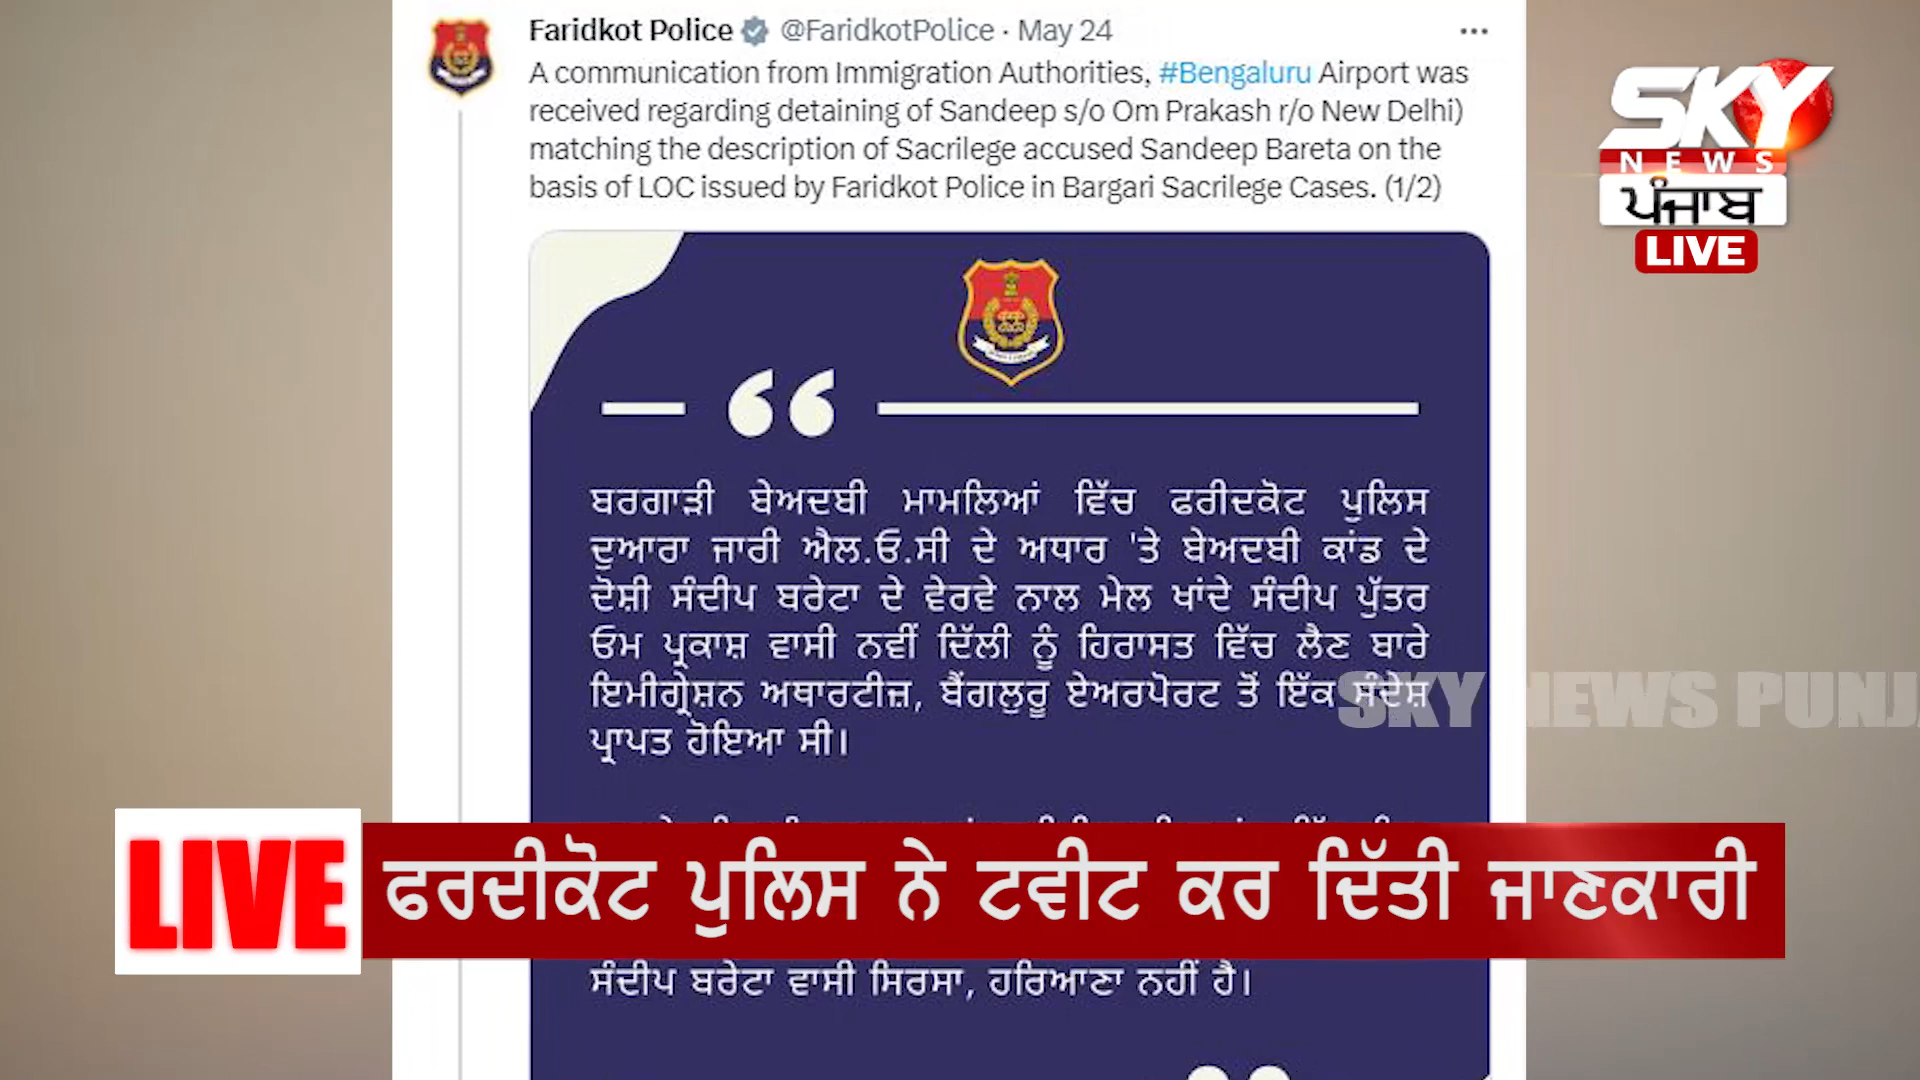 Faridkot Police @FaridkotPolice · May 24
A communication from Immigration Authorities, #Bengaluru Airport was
received regarding detaining of Sandeep s/o Om Prakash r/o New Delhi)
matching the description of Sacrilege accused Sandeep Bareta on the
basis of LOC issued by Faridkot Police in Bargari Sacrilege Cases. (1/2)
SKY
NEWS
ਪੰਜਾਬ
LIVE
ਬਰਗਾੜੀ ਬੇਅਦਬੀ ਮਾਮਲਿਆਂ ਵਿੱਚ ਫਰੀਦਕੋਟ ਪੁਲਿਸ
ਦੁਆਰਾ ਜਾਰੀ ਐਲ.ਓ.ਸੀ ਦੇ ਅਧਾਰ 'ਤੇ ਬੇਅਦਬੀ ਕਾਂਡ ਦੇ
ਦੋਸ਼ੀ ਸੰਦੀਪ ਬਰੇਟਾ ਦੇ ਵੇਰਵੇ ਨਾਲ ਮੇਲ ਖਾਂਦੇ ਸੰਦੀਪ ਪੁੱਤਰ
ਓਮ ਪ੍ਰਕਾਸ਼ ਵਾਸੀ ਨਵੀਂ ਦਿੱਲੀ ਨੂੰ ਹਿਰਾਸਤ ਵਿੱਚ ਲੈਣ ਬਾਰੇ
ਇਮੀਗ੍ਰੇਸ਼ਨ ਅਥਾਰਟੀਜ਼, ਬੈਂਗਲੁਰੂ ਏਅਰਪੋਰਟ ਤੋਂ ਇੱਕ ਸੰਦੇਸ਼
ਪ੍ਰਾਪਤ ਹੋਇਆ ਸੀ।
SKY NEWS PUNJ
LIVE ਫਰਦੀਕੋਟ ਪੁਲਿਸ ਨੇ ਟਵੀਟ ਕਰ ਦਿੱਤੀ ਜਾਣਕਾਰੀ
ਸੰਦੀਪ ਬਰੇਟਾ ਵਾਸੀ ਸਿਰਸਾ, ਹਰਿਆਣਾ ਨਹੀਂ ਹੈ।